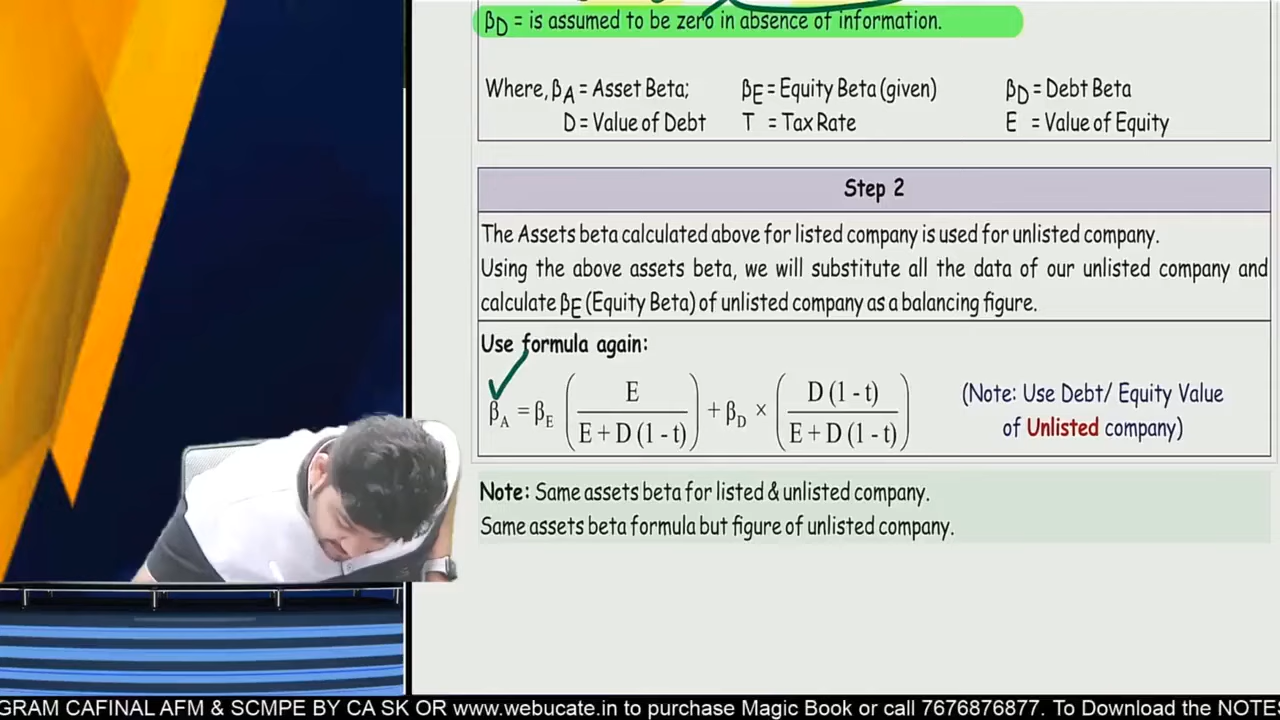 βD = is assumed to be zero in absence of information.
Where, βA = Asset Beta; βE = Equity Beta (given) βD = Debt Beta
D = Value of Debt T = Tax Rate E = Value of Equity
Step 2
The Assets beta calculated above for listed company is used for unlisted company.
Using the above assets beta, we will substitute all the data of our unlisted company and
calculate βE (Equity Beta) of unlisted company as a balancing figure.
Use formula again:
βA = βE (E / (E + D (1 - t))) + βD × (D (1 - t) / (E + D (1 - t))) (Note: Use Debt/ Equity Value
of Unlisted company)
Note: Same assets beta for listed & unlisted company.
Same assets beta formula but figure of unlisted company.
GRAM CAFINAL AFM & SCMPE BY CA SK OR www.webucate.in to purchase Magic Book or call 7676876877. To Download the NOTES